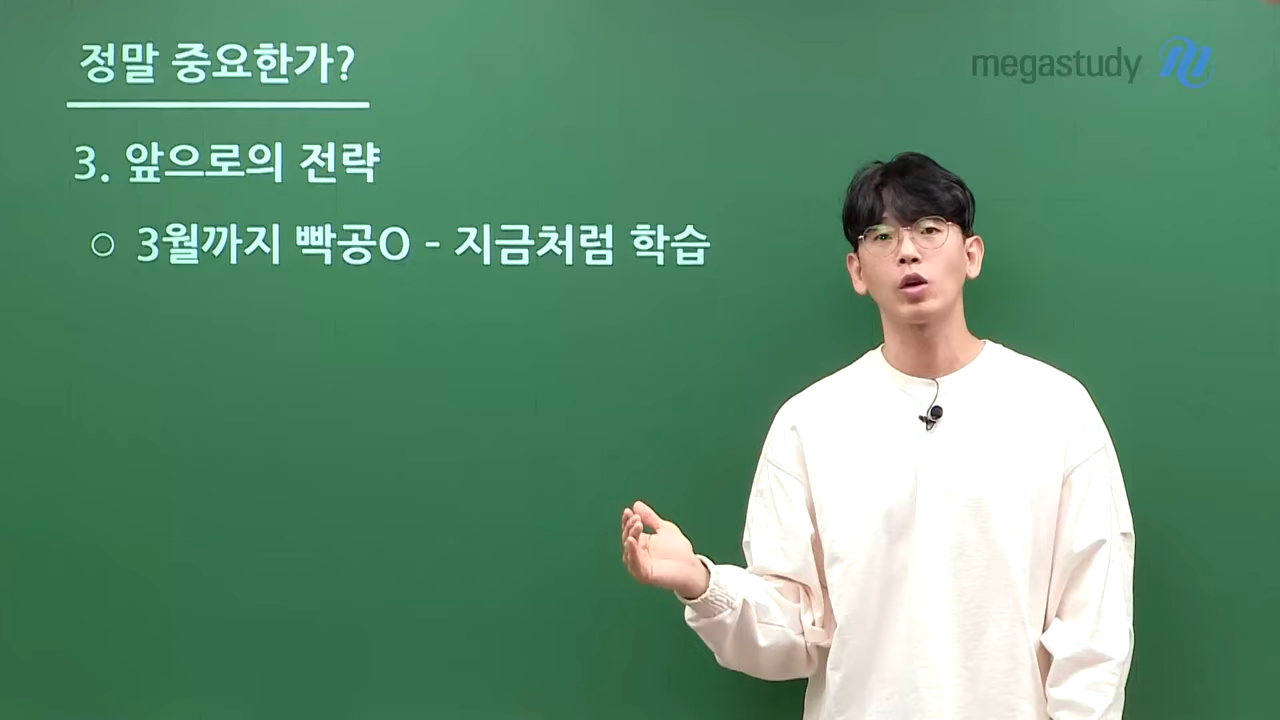 정말 중요한가?
megastudy
3. 앞으로의 전략
○ 3월까지 빡공O - 지금처럼 학습